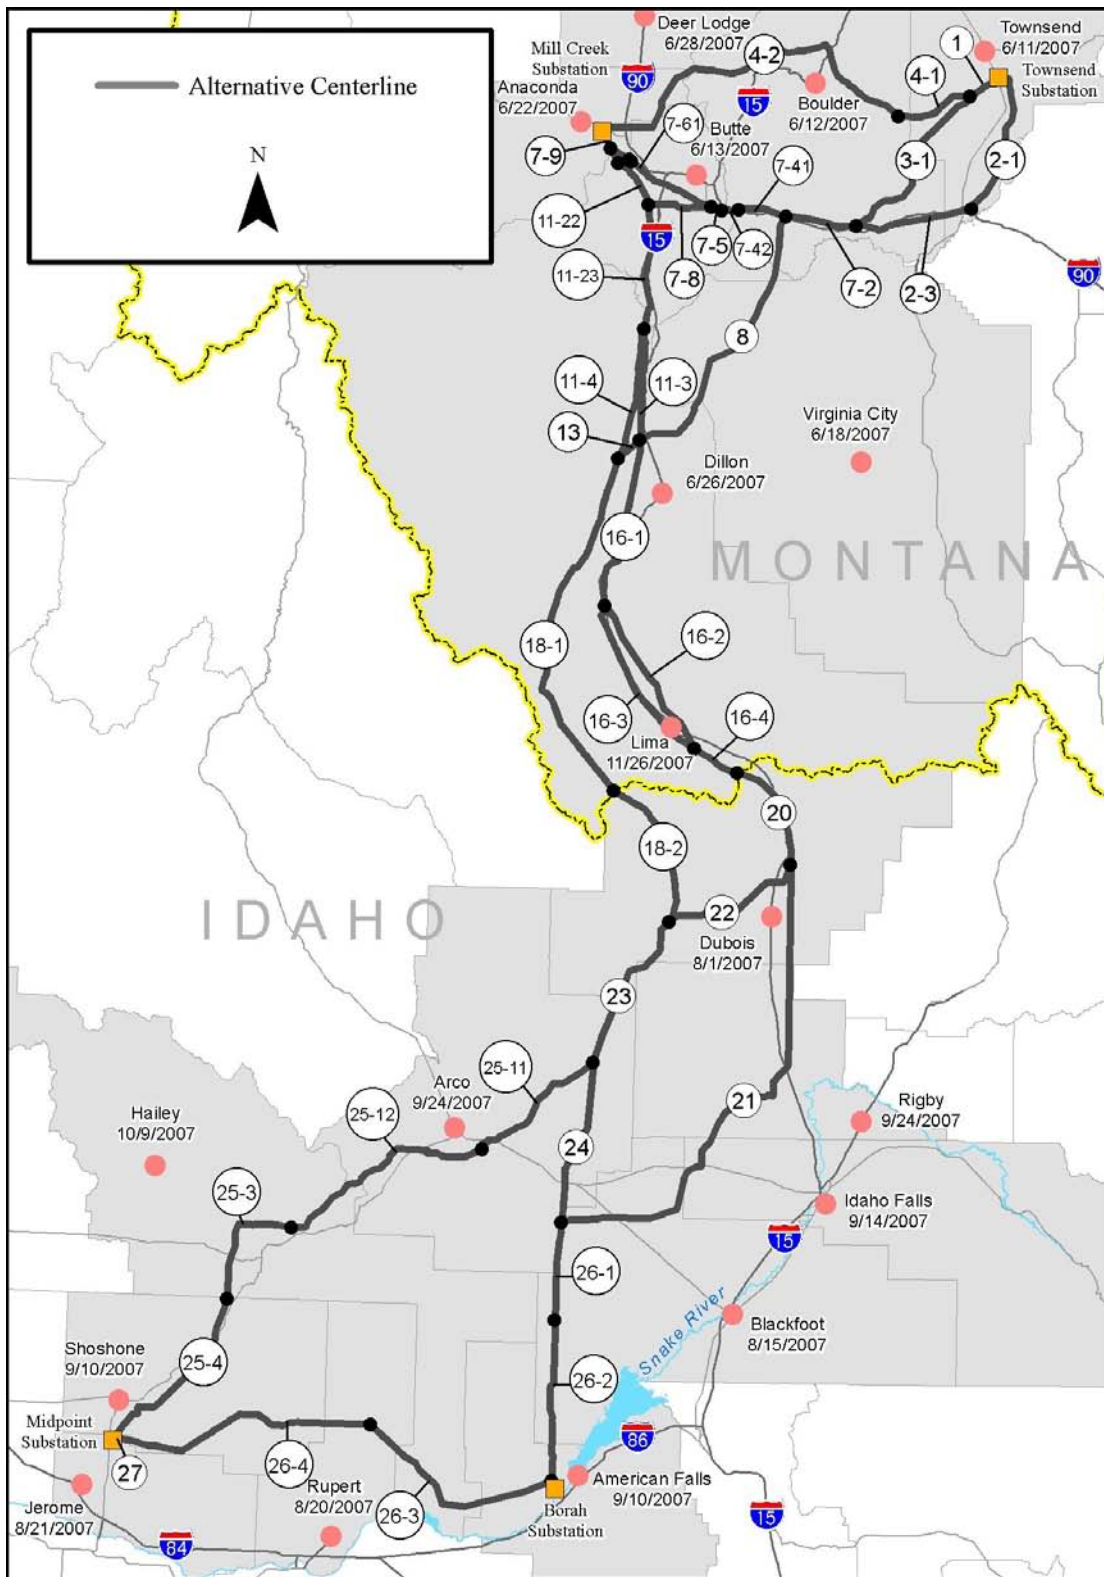 Alternative Centerline
N
Deer Lodge
6/28/2007
Townsend
6/11/2007
Mill Creek
Substation
Townsend
Substation
Anaconda
6/22/2007
Boulder
6/12/2007
Butte
6/13/2007
90
15
4-2
1
4-1
7-61
7-9
7-41
3-1
2-1
11-22
15
7-5
7-42
11-23
7-8
7-2
2-3
90
8
11-4
11-3
13
Virginia City
6/18/2007
Dillon
6/26/2007
16-1
MONTANA
16-2
18-1
16-3
16-4
Lima
11/26/2007
20
18-2
IDAHO
22
Dubois
8/1/2007
23
25-11
Arco
9/24/2007
21
Rigby
9/24/2007
25-12
Hailey
10/9/2007
24
25-3
Idaho Falls
9/14/2007
15
26-1
Snake River
Blackfoot
8/15/2007
Shoshone
9/10/2007
25-4
26-2
Midpoint
Substation
86
27
26-4
Rupert
8/20/2007
26-3
American Falls
9/10/2007
Borah
Substation
Jerome
8/21/2007
84
15